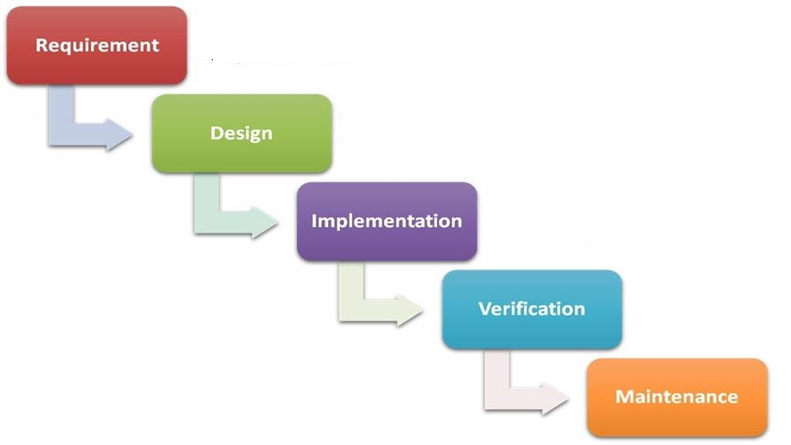 Requirement
Design
Implementation
Verification
Maintenance